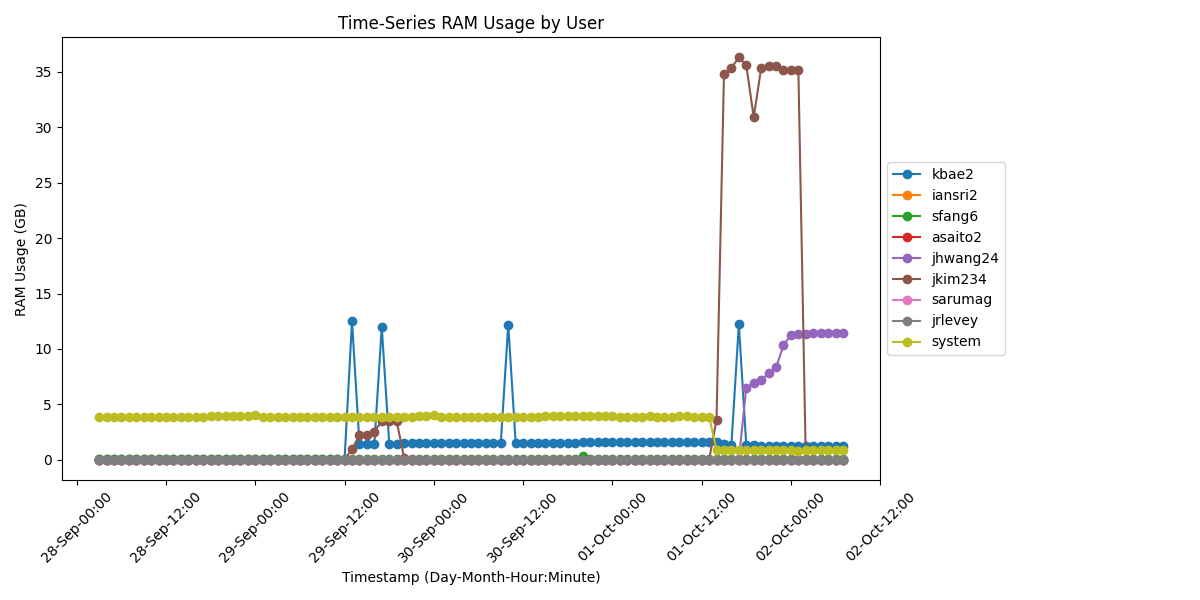 Time-Series RAM Usage by User
RAM Usage (GB)
35
30
25
20
15
10
5
0
28-Sep-00:00
28-Sep-12:00
29-Sep-00:00
29-Sep-12:00
30-Sep-00:00
30-Sep-12:00
01-Oct-00:00
01-Oct-12:00
02-Oct-00:00
02-Oct-12:00
Timestamp (Day-Month-Hour:Minute)
kbae2
iansri2
sfang6
asaito2
jhwang24
jkim234
sarumag
jrlevey
system